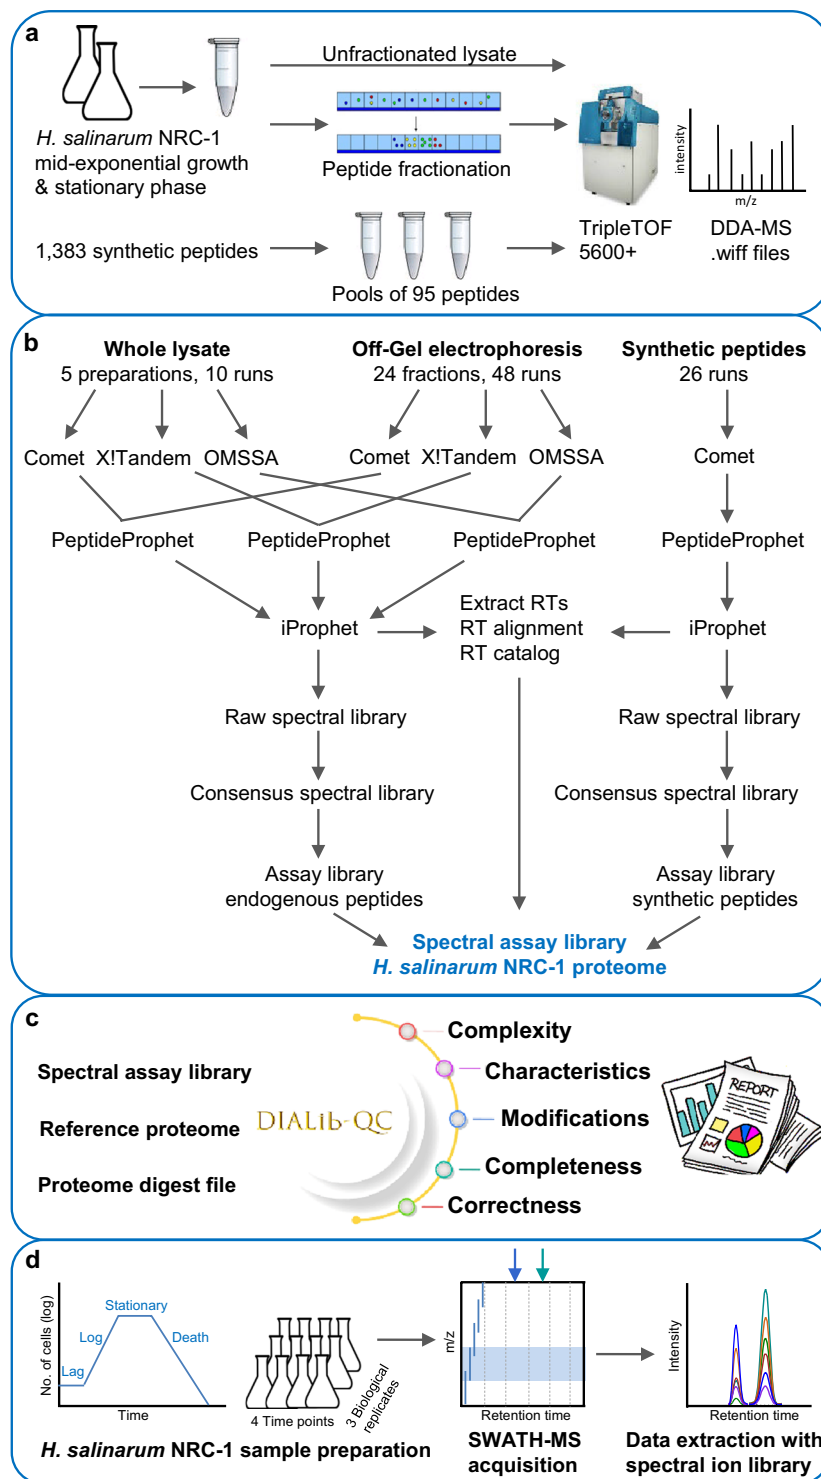 a
Unfractionated lysate
H. salinarum NRC-1
mid-exponential growth
& stationary phase
Peptide fractionation
intensity
m/z
1,383 synthetic peptides
Pools of 95 peptides
TripleTOF
5600+
DDA-MS
.wiff files
b
Whole lysate
5 preparations, 10 runs
Off-Gel electrophoresis
24 fractions, 48 runs
Synthetic peptides
26 runs
Comet X!Tandem OMSSA
Comet X!Tandem OMSSA
Comet
PeptideProphet
PeptideProphet
PeptideProphet
PeptideProphet
iProphet
Extract RTs
RT alignment
RT catalog
iProphet
Raw spectral library
Raw spectral library
Consensus spectral library
Consensus spectral library
Assay library
endogenous peptides
Assay library
synthetic peptides
Spectral assay library
H. salinarum NRC-1 proteome
c
Spectral assay library
Reference proteome
Proteome digest file
DIALib-QC
Complexity
Characteristics
Modifications
Completeness
Correctness
REPORT
d
No. of cells (log)
Lag
Log
Stationary
Death
Time
4 Time points
3 Biological
replicates
H. salinarum NRC-1 sample preparation
m/z
Retention time
SWATH-MS
acquisition
Intensity
Retention time
Data extraction with
spectral ion library